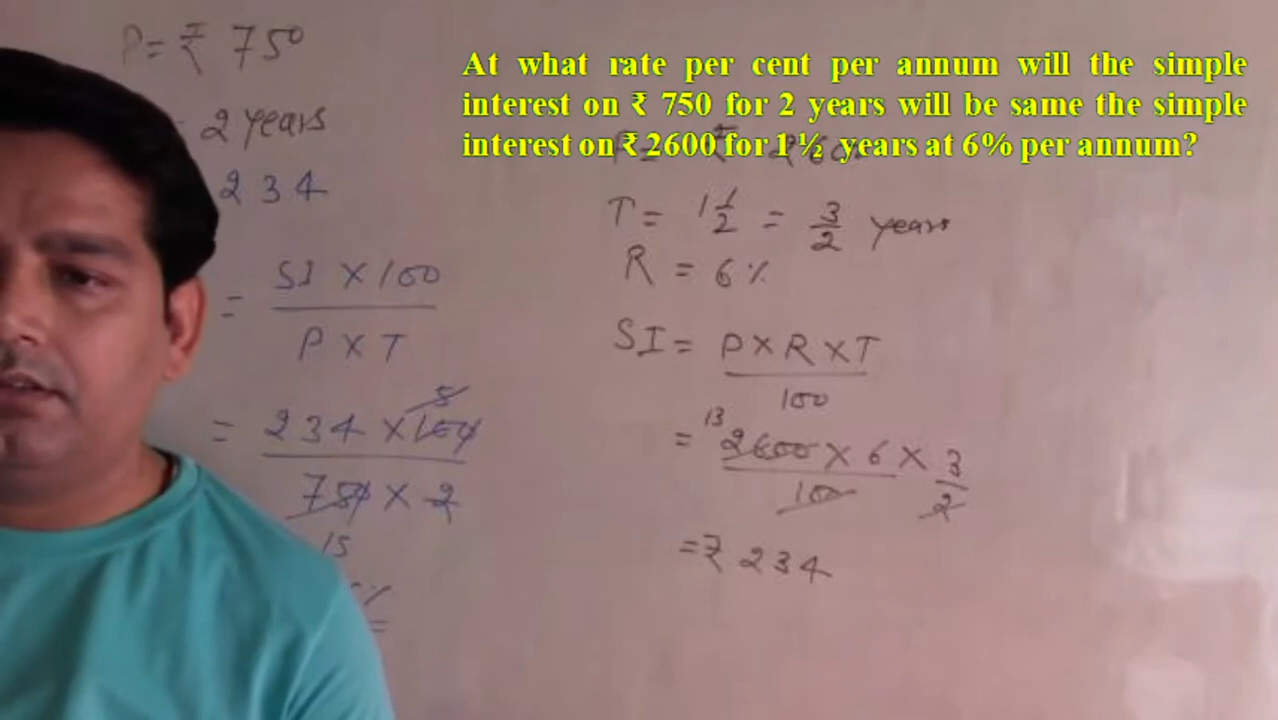 At what rate per cent per annum will the simple
interest on ₹ 750 for 2 years will be same the simple
interest on ₹ 2600 for 1½ years at 6% per annum?
P = ₹ 750
2 years
234
= SI × 100
P × T
= 234 × 100 5
750 × 2
15
%
=
T = 1 1/2 = 3/2 years
R = 6 %
SI = P × R × T
100
= 13 2600 × 6 × 3/2
100
= ₹ 234